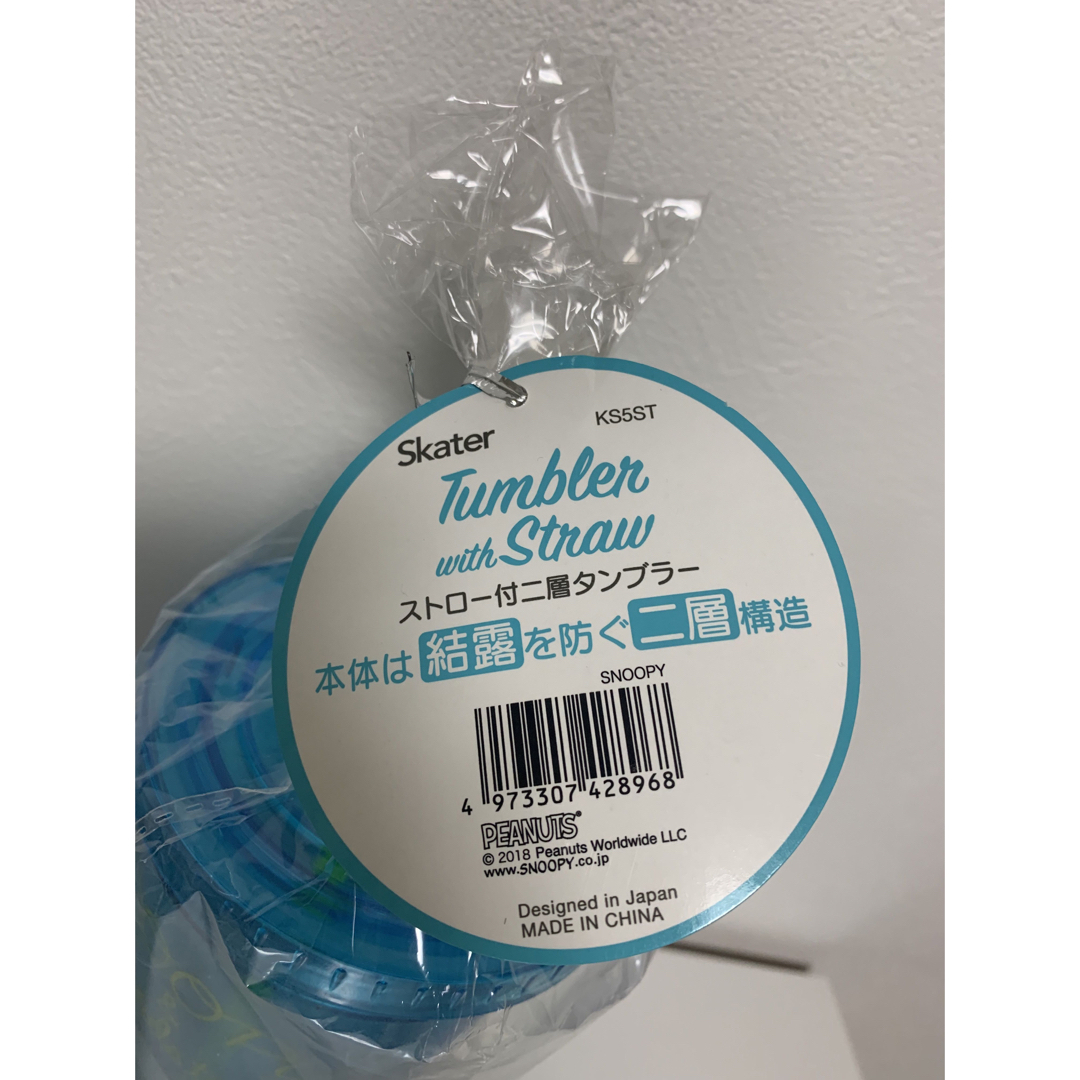 KS5ST
Skater
Tumbler
with Straw
ストロー付二層タンブラー
本体は結露を防ぐ二層構造
SNOOPY
4 973307 428968
PEANUTS®
© 2018 Peanuts Worldwide LLC
www.SNOOPY.co.jp
Designed in Japan
MADE IN CHINA